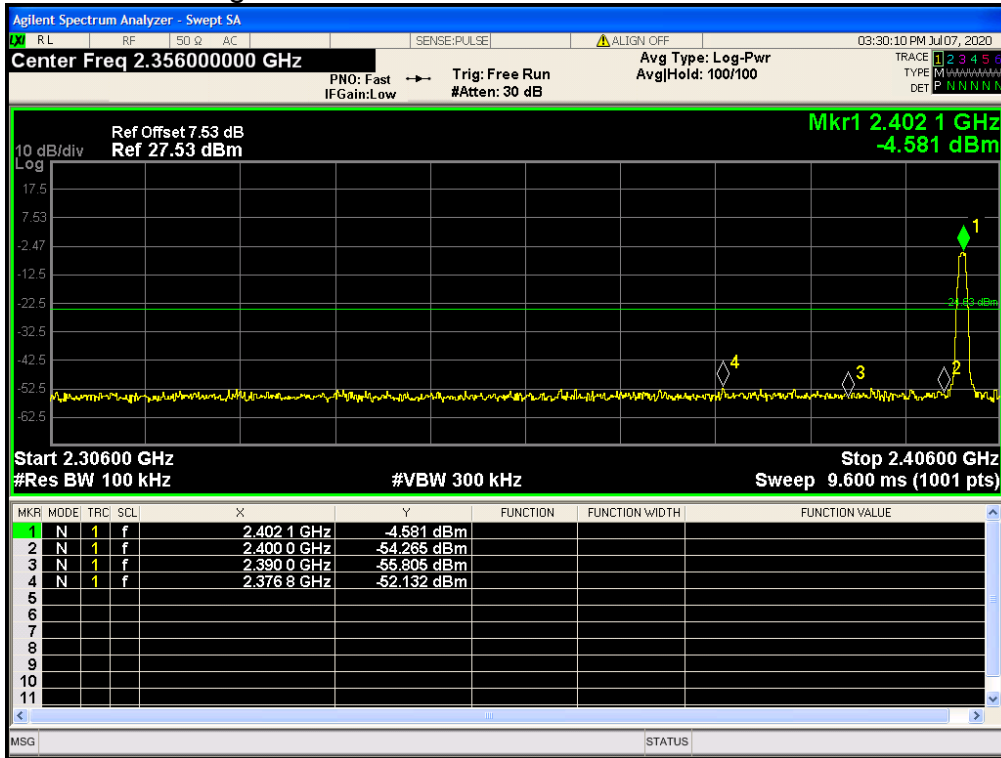 Agilent Spectrum Analyzer - Swept SA
LXI RL RF 50 Ω AC SENSE:PULSE ALIGN OFF 03:30:10 PM Jul 07, 2020
Center Freq 2.356000000 GHz
PNO: Fast
IFGain:Low
Trig: Free Run
#Atten: 30 dB
Avg Type: Log-Pwr
Avg|Hold: 100/100
TRACE 1 2 3 4 5 6
TYPE M
DET P N N N N N
Mkr1 2.402 1 GHz
-4.581 dBm
Ref Offset 7.53 dB
10 dB/div Ref 27.53 dBm
Log
17.5
7.53
-2.47
-12.5
-22.5
-32.5
-42.5
-52.5
-62.5
1
4
3
2
Start 2.30600 GHz Stop 2.40600 GHz
#Res BW 100 kHz #VBW 300 kHz Sweep 9.600 ms (1001 pts)
MKR MODE TRC SCL X Y FUNCTION FUNCTION WIDTH FUNCTION VALUE
1 N 1 f 2.402 1 GHz -4.581 dBm
2 N 1 f 2.400 0 GHz -54.265 dBm
3 N 1 f 2.390 0 GHz -55.805 dBm
4 N 1 f 2.376 8 GHz -52.132 dBm
5
6
7
8
9
10
11
MSG STATUS